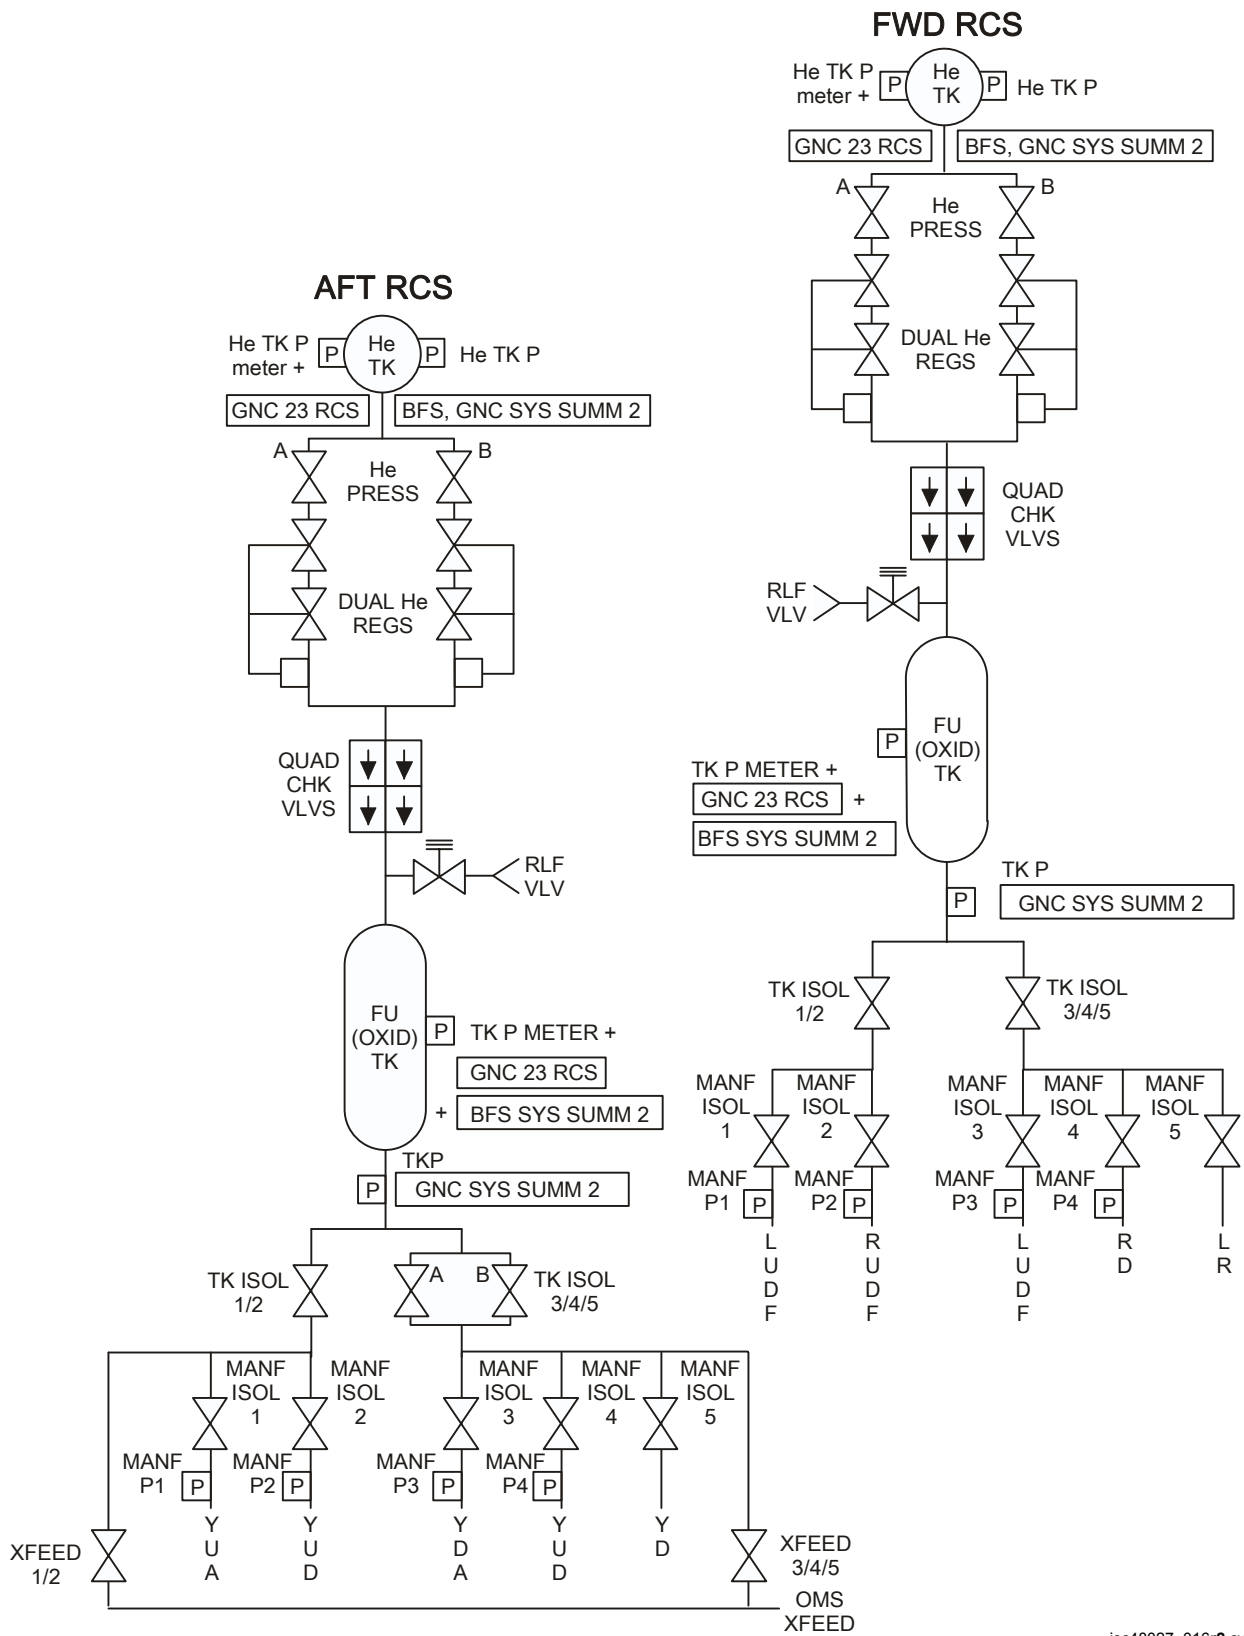 FWD RCS
He TK P
meter +
P
He
TK
P
He TK P
GNC 23 RCS
BFS, GNC SYS SUMM 2
A
B
He
PRESS
DUAL He
REGS
QUAD
CHK
VLVS
RLF
VLV
FU
(OXID)
TK
P
TK P METER +
GNC 23 RCS +
BFS SYS SUMM 2
TK P
P
GNC SYS SUMM 2
TK ISOL
1/2
TK ISOL
3/4/5
MANF
ISOL
1
MANF
ISOL
2
MANF
ISOL
3
MANF
ISOL
4
MANF
ISOL
5
MANF
P1
P
MANF
P2
P
MANF
P3
P
MANF
P4
P
L
U
D
F
R
U
D
F
L
U
D
F
R
D
L
R
AFT RCS
He TK P
meter +
P
He
TK
P
He TK P
GNC 23 RCS
BFS, GNC SYS SUMM 2
A
B
He
PRESS
DUAL He
REGS
QUAD
CHK
VLVS
RLF
VLV
FU
(OXID)
TK
P
TK P METER +
GNC 23 RCS
+ BFS SYS SUMM 2
TKP
P
GNC SYS SUMM 2
TK ISOL
1/2
A
B
TK ISOL
3/4/5
MANF
ISOL
1
MANF
ISOL
2
MANF
ISOL
3
MANF
ISOL
4
MANF
ISOL
5
MANF
P1
P
MANF
P2
P
MANF
P3
P
MANF
P4
P
Y
U
A
Y
U
D
Y
D
A
Y
U
D
Y
D
XFEED
1/2
XFEED
3/4/5
OMS
XFEED